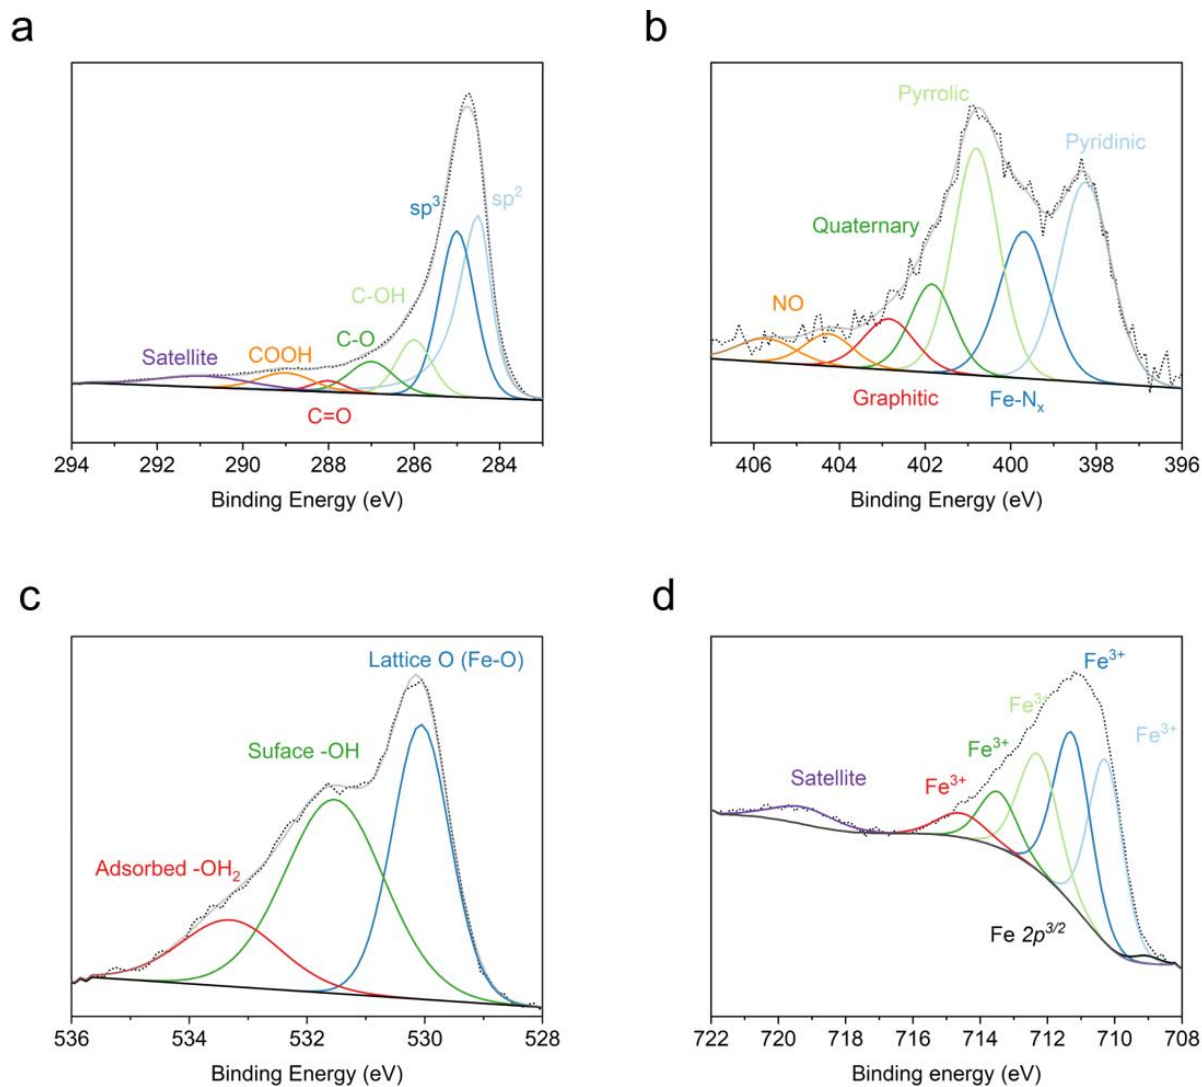 a
sp³
sp²
C-OH
C-O
COOH
Satellite
C=O
294 292 290 288 286 284
Binding Energy (eV)
b
Pyrrolic
Pyridinic
Quaternary
NO
Graphitic
Fe-Nₓ
406 404 402 400 398 396
Binding Energy (eV)
c
Lattice O (Fe-O)
Suface -OH
Adsorbed -OH₂
536 534 532 530 528
Binding Energy (eV)
d
Fe³⁺
Fe³⁺
Fe³⁺
Fe³⁺
Fe³⁺
Satellite
Fe 2p³/²
722 720 718 716 714 712 710 708
Binding energy (eV)